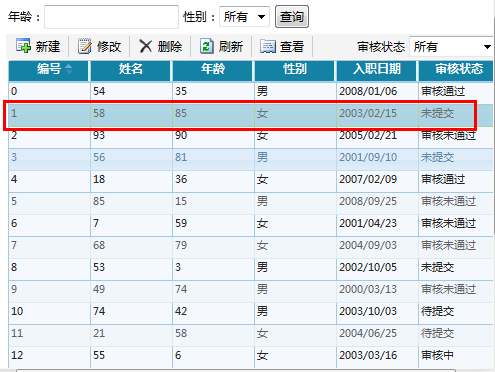 年龄： 性别： 所有 查询
新建 修改 删除 刷新 查看 审核状态 所有
编号 姓名 年龄 性别 入职日期 审核状态
0 54 35 男 2008/01/06 审核通过
1 58 85 女 2003/02/15 未提交
2 93 90 女 2005/02/21 审核未通过
3 56 81 男 2001/09/10 未提交
4 18 36 女 2007/02/09 审核通过
5 85 15 男 2008/09/25 审核未通过
6 7 59 女 2001/04/23 审核未通过
7 68 79 女 2004/09/03 审核未通过
8 53 3 男 2002/10/05 未提交
9 49 74 男 2000/03/13 审核未通过
10 74 42 男 2003/10/03 待提交
11 21 58 女 2004/06/25 待提交
12 55 6 女 2003/03/16 审核中